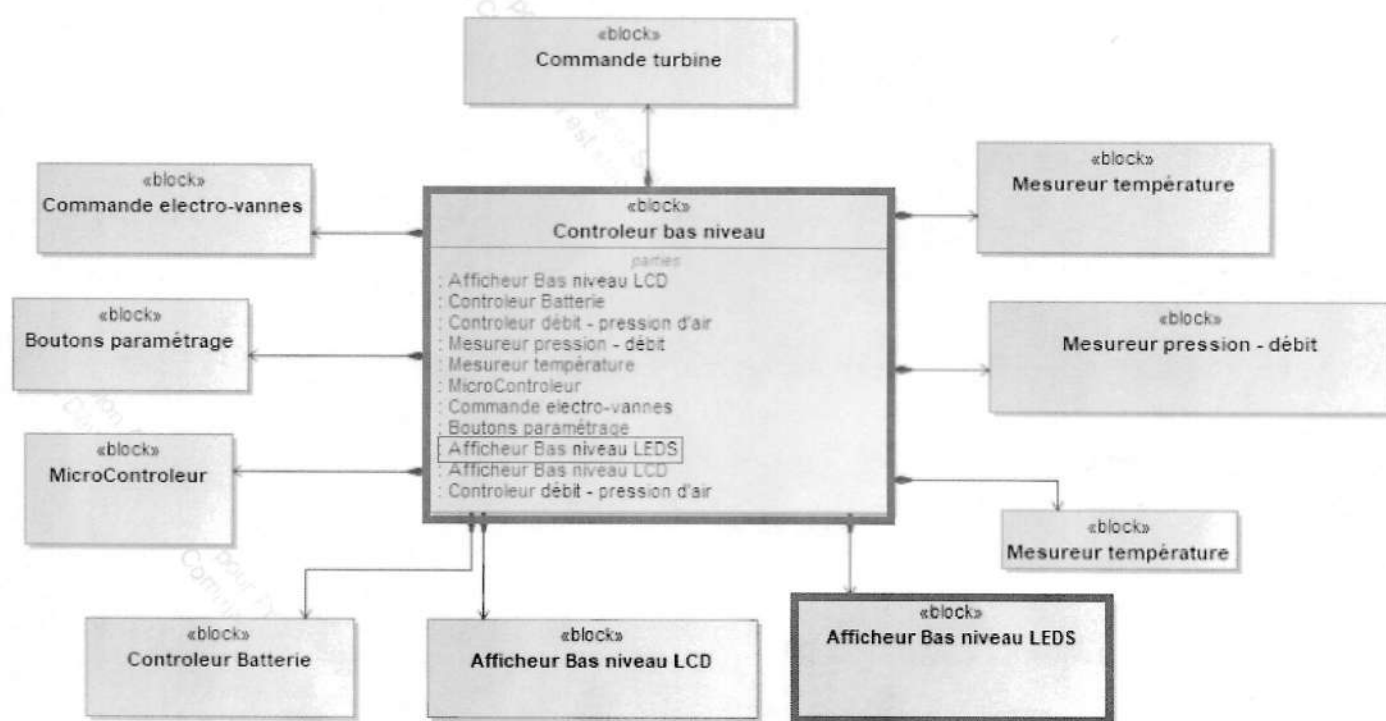 «block»
Commande turbine
«block»
Commande electro-vannes
«block»
Mesureur température
«block»
Controleur bas niveau
parties
: Afficheur Bas niveau LCD
: Controleur Batterie
: Controleur débit - pression d'air
: Mesureur pression - débit
: Mesureur température
: MicroControleur
: Commande electro-vannes
: Boutons paramétrage
: Afficheur Bas niveau LEDS
: Afficheur Bas niveau LCD
: Controleur débit - pression d'air
«block»
Boutons paramétrage
«block»
Mesureur pression - débit
«block»
MicroControleur
«block»
Mesureur température
«block»
Controleur Batterie
«block»
Afficheur Bas niveau LCD
«block»
Afficheur Bas niveau LEDS